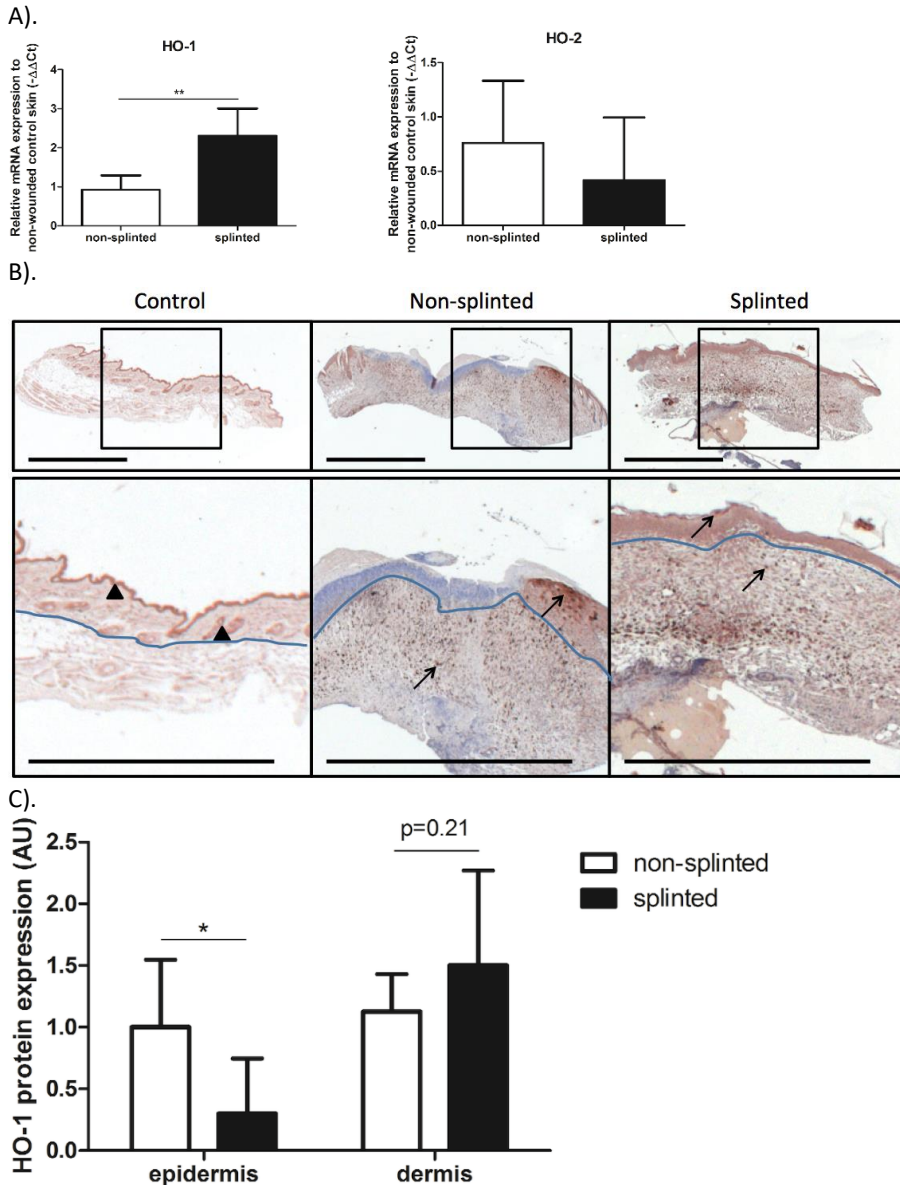 A).
HO-1
Relative mRNA expression to
non-wounded control skin (-ΔΔCt)
4
3
2
1
0
**
non-splinted
splinted
HO-2
Relative mRNA expression to
non-wounded control skin (-ΔΔCt)
1.5
1.0
0.5
0.0
non-splinted
splinted
B).
Control
Non-splinted
Splinted
C).
HO-1 protein expression (AU)
2.5
2.0
1.5
1.0
0.5
0.0
*
p=0.21
epidermis
dermis
non-splinted
splinted